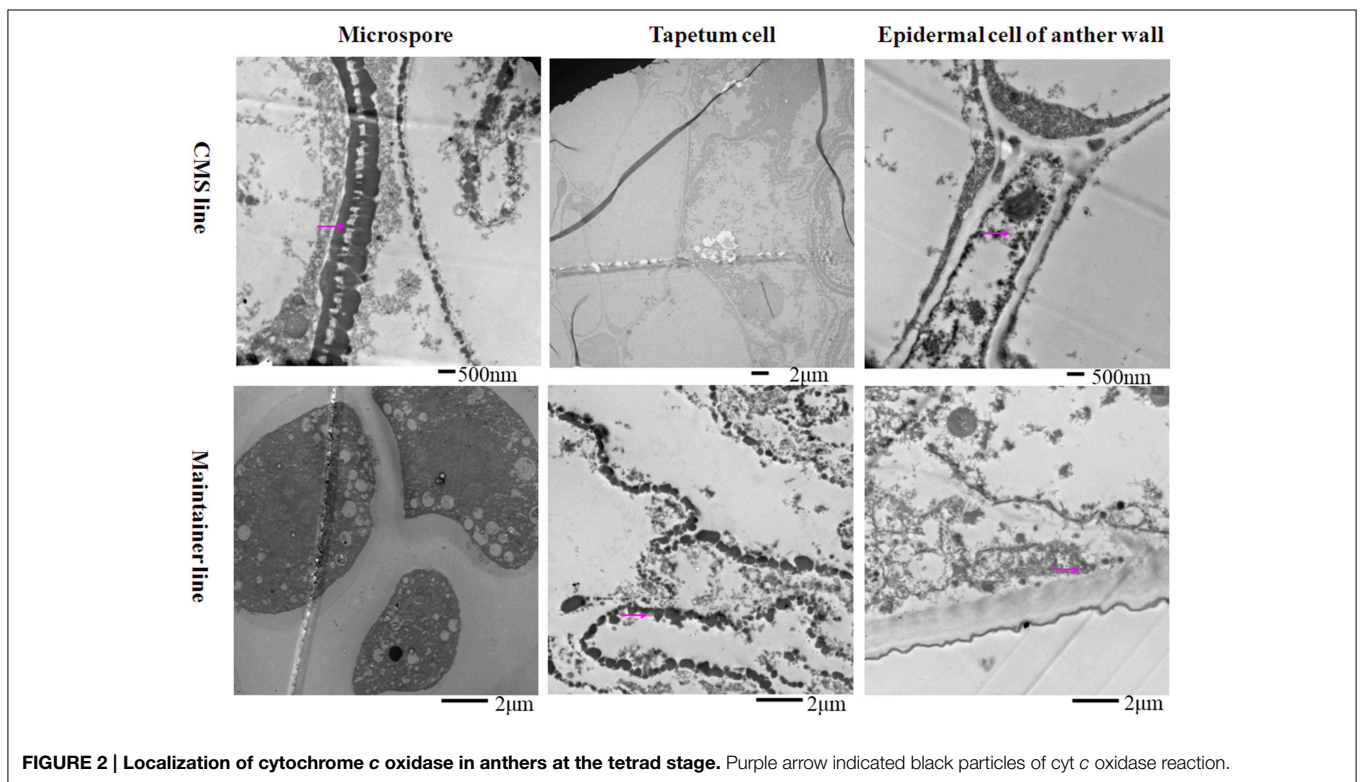 Microspore
Tapetum cell
Epidermal cell of anther wall
CMS line
500nm
2μm
500nm
Maintainer line
2μm
2μm
2μm
FIGURE 2 | Localization of cytochrome c oxidase in anthers at the tetrad stage. Purple arrow indicated black particles of cyt c oxidase reaction.